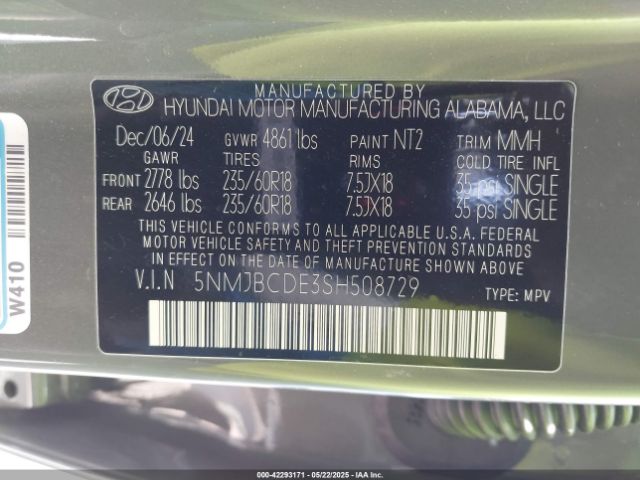 MANUFACTURED BY
HYUNDAI MOTOR MANUFACTURING ALABAMA, LLC
Dec/06/24 GVWR 4861 lbs PAINT NT2 TRIM MMH
GAWR TIRES RIMS COLD TIRE INFL
FRONT 2778 lbs 235/60R18 7.5JX18 35 psi SINGLE
REAR 2646 lbs 235/60R18 7.5JX18 35 psi SINGLE
THIS VEHICLE CONFORMS TO ALL APPLICABLE U.S.A. FEDERAL
MOTOR VEHICLE SAFETY AND THEFT PREVENTION STANDARDS
IN EFFECT ON THE DATE OF MANUFACTURE SHOWN ABOVE.
V.I.N 5NMJBCDE3SH508729 TYPE: MPV
W410
000-42293171 - 05/22/2025 - IAAI.COM